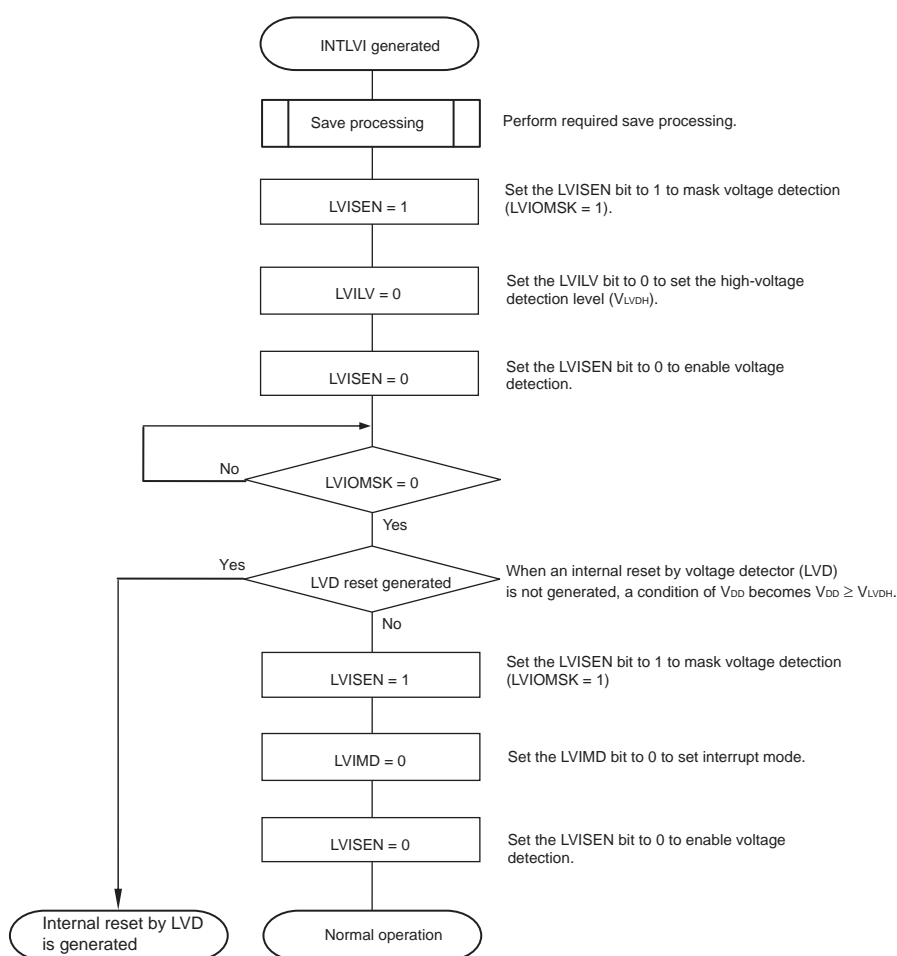 INTLVI generated
Save processing
Perform required save processing.
LVISEN = 1
Set the LVISEN bit to 1 to mask voltage detection
(LVIOMSK = 1).
LVILV = 0
Set the LVILV bit to 0 to set the high-voltage
detection level (VLVDH).
LVISEN = 0
Set the LVISEN bit to 0 to enable voltage
detection.
No
LVIOMSK = 0
Yes
Yes
LVD reset generated
When an internal reset by voltage detector (LVD)
is not generated, a condition of VDD becomes VDD ≥ VLVDH.
No
LVISEN = 1
Set the LVISEN bit to 1 to mask voltage detection
(LVIOMSK = 1)
LVIMD = 0
Set the LVIMD bit to 0 to set interrupt mode.
LVISEN = 0
Set the LVISEN bit to 0 to enable voltage
detection.
Internal reset by LVD
is generated
Normal operation